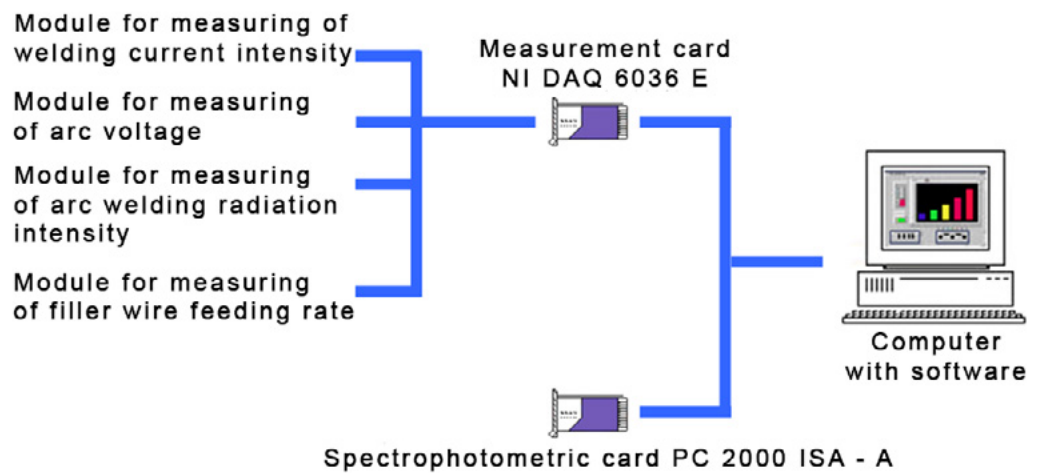 Module for measuring of
welding current intensity
Module for measuring
of arc voltage
Module for measuring
of arc welding radiation
intensity
Module for measuring
of filler wire feeding rate
Measurement card
NI DAQ 6036 E
Computer
with software
Spectrophotometric card PC 2000 ISA - A